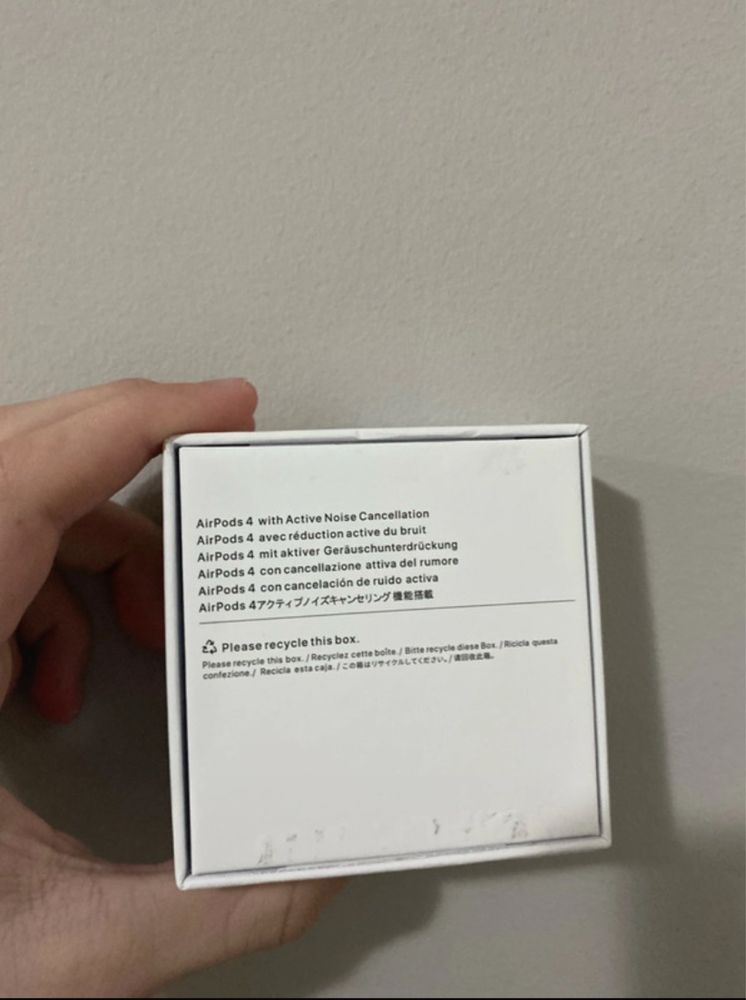 AirPods 4 with Active Noise Cancellation
AirPods 4 avec réduction active du bruit
AirPods 4 mit aktiver Geräuschunterdrückung
AirPods 4 con cancellazione attiva del rumore
AirPods 4 con cancelación de ruido activa
AirPods 4アクティブノイズキャンセリング機能搭載
Please recycle this box.
Please recycle this box. / Recyclez cette boîte. / Bitte recycle diese Box. / Ricicla questa
confezione./ Recicla esta caja. / この箱はリサイクルしてください。/ 请回收此箱。